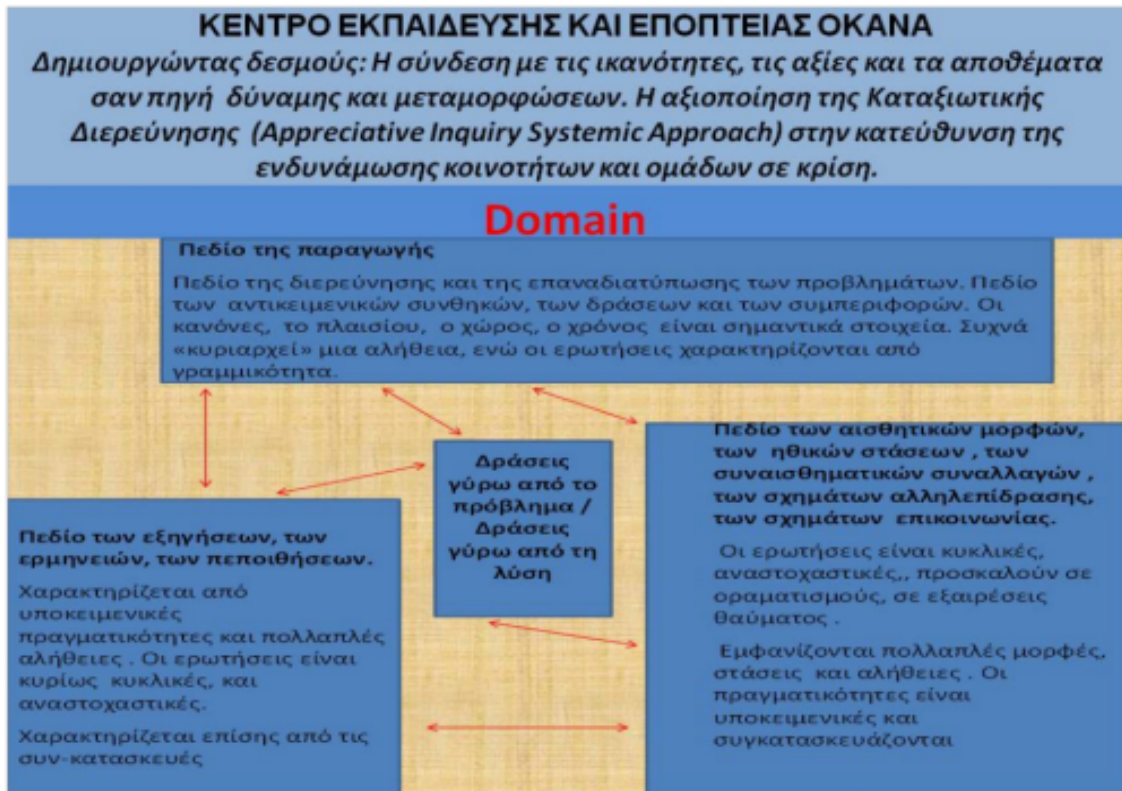 ΚΕΝΤΡΟ ΕΚΠΑΙΔΕΥΣΗΣ ΚΑΙ ΕΠΟΠΤΕΙΑΣ ΟΚΑΝΑ
Δημιουργώντας δεσμούς: Η σύνδεση με τις ικανότητες, τις αξίες και τα αποθέματα
σαν πηγή δύναμης και μεταμορφώσεων. Η αξιοποίηση της Καταξιωτικής
Διερεύνησης (Appreciative Inquiry Systemic Approach) στην κατεύθυνση της
ενδυνάμωσης κοινοτήτων και ομάδων σε κρίση.
Domain
Πεδίο της παραγωγής
Πεδίο της διερεύνησης και της επαναδιατύπωσης των προβλημάτων. Πεδίο
των αντικειμενικών συνθηκών, των δράσεων και των συμπεριφορών. Οι
κανόνες, το πλαισίου, ο χώρος, ο χρόνος είναι σημαντικά στοιχεία. Συχνά
«κυριαρχεί» μια αλήθεια, ενώ οι ερωτήσεις χαρακτηρίζονται από
γραμμικότητα.
Δράσεις
γύρω από το
πρόβλημα /
Δράσεις
γύρω από τη
λύση
Πεδίο των εξηγήσεων, των
ερμηνειών, των πεποιθήσεων.
Χαρακτηρίζεται από
υποκειμενικές
πραγματικότητες και πολλαπλές
αλήθειες . Οι ερωτήσεις είναι
κυρίως κυκλικές, και
αναστοχαστικές.
Χαρακτηρίζεται επίσης από τις
συν-κατασκευές
Πεδίο των αισθητικών μορφών,
των ηθικών στάσεων , των
συναισθηματικών συναλλαγών ,
των σχημάτων αλληλεπίδρασης,
των σχημάτων επικοινωνίας.
Οι ερωτήσεις είναι κυκλικές,
αναστοχαστικές,, προσκαλούν σε
οραματισμούς, σε εξαιρέσεις
θαύματος .
Εμφανίζονται πολλαπλές μορφές,
στάσεις και αλήθειες . Οι
πραγματικότητες είναι
υποκειμενικές και
συγκατασκευάζονται